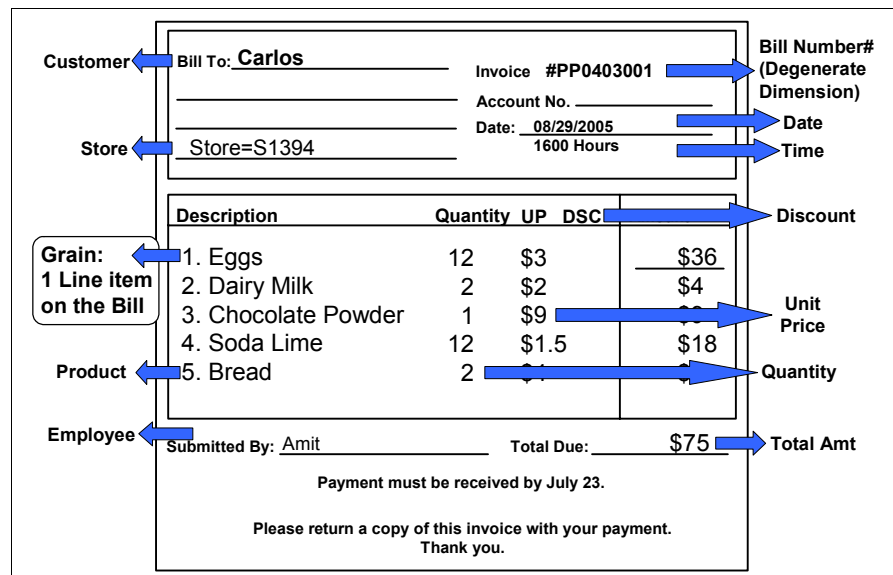 Customer
Bill To: Carlos
Invoice #PP0403001
Bill Number#
(Degenerate
Dimension)
Account No.
Date: 08/29/2005
Date
Store
Store=S1394
1600 Hours
Time
Description Quantity UP DSC
Discount
Grain:
1 Line item
on the Bill
1. Eggs 12 $3 $36
2. Dairy Milk 2 $2 $4
3. Chocolate Powder 1 $9
Unit
Price
4. Soda Lime 12 $1.5 $18
Product
5. Bread 2
Quantity
Employee
Submitted By: Amit Total Due: $75
Total Amt
Payment must be received by July 23.
Please return a copy of this invoice with your payment.
Thank you.